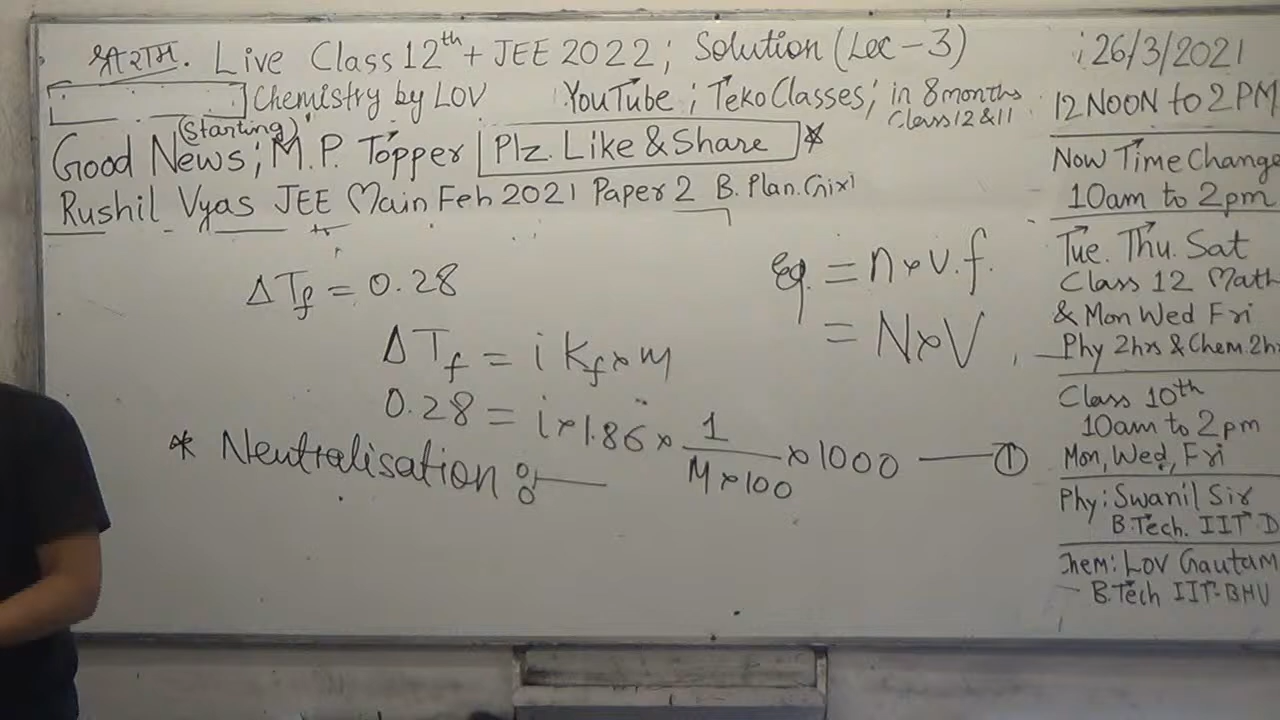 श्री राम. Live Class 12th + JEE 2022; Solution (Lec - 3)
Chemistry by LOV YouTube; TekoClasses; in 8 months
Class 12 & 11
(Starting)
Good News; M.P. Topper Plz. Like & Share *
Rushil Vyas JEE Main Feb 2021 Paper 2 B. Plan.
ΔTf = 0.28
ΔTf = i Kf × m
0.28 = i × 1.86 × 1/(M × 100) × 1000 —— ①
* Neutralisation :—
Eq. = n × v.f.
= N × V
26/3/2021
12 NOON to 2 PM
Now Time Change
10am to 2pm
Tue. Thu. Sat
Class 12 Math
& Mon Wed Fri
Phy 2hrs & Chem. 2h
Class 10th
10am to 2pm
Mon, Wed, Fri
Phy: Swanil Sir
B.Tech. IIT-D
Chem: LOV Gautam
B.Tech IIT-BHU